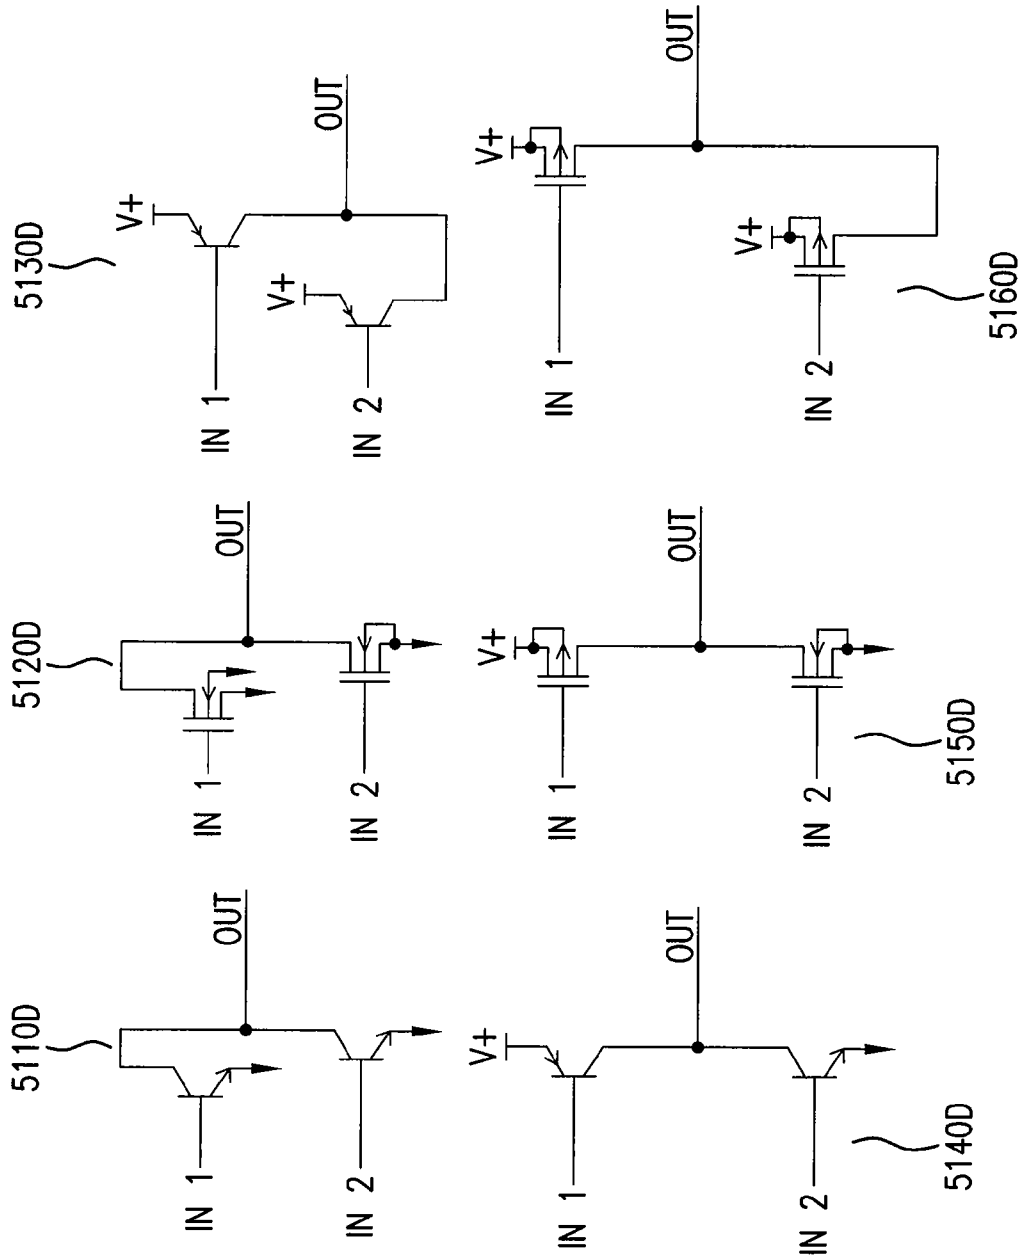 5110D
IN 1
OUT
IN 2
5120D
IN 1
OUT
IN 2
5130D
V+
IN 1
V+
OUT
IN 2
V+
IN 1
OUT
IN 2
5140D
V+
IN 1
OUT
IN 2
5150D
V+
IN 1
OUT
V+
IN 2
5160D